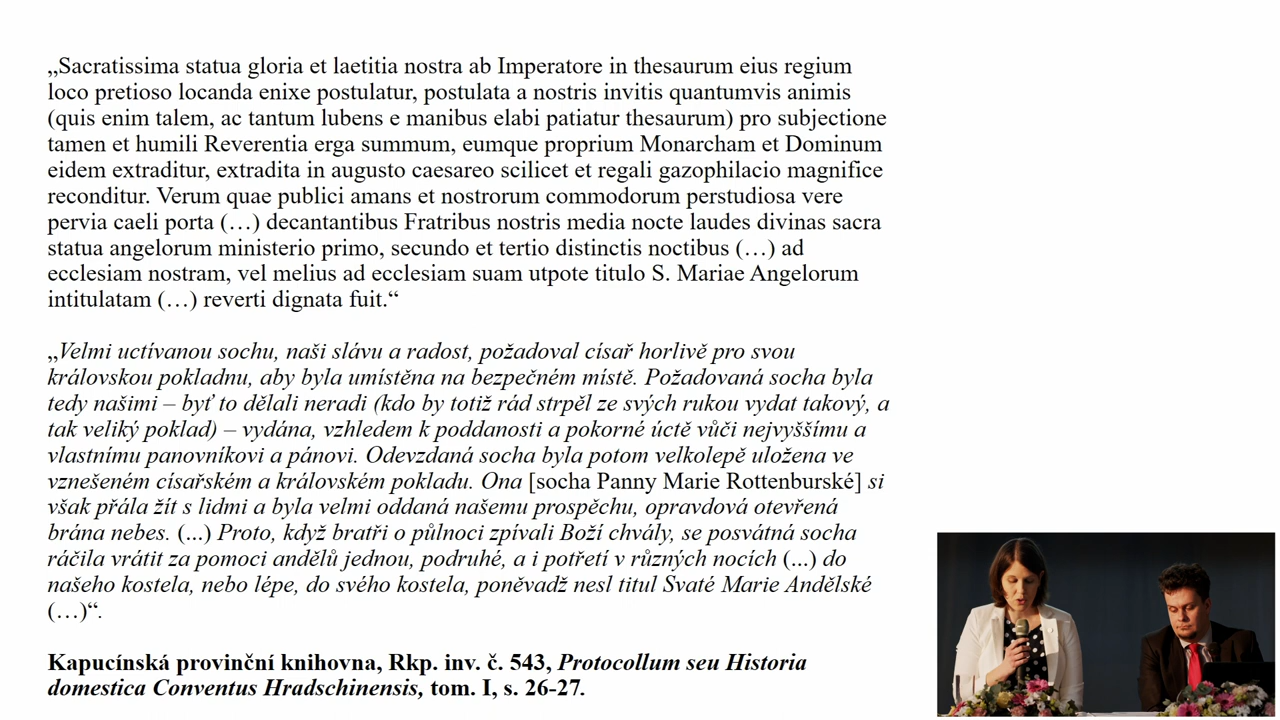 „Sacratissima statua gloria et laetitia nostra ab Imperatore in thesaurum eius regium
loco pretioso locanda enixe postulatur, postulata a nostris invitis quantumvis animis
(quis enim talem, ac tantum lubens e manibus elabi patiatur thesaurum) pro subjectione
tamen et humili Reverentia erga summum, eumque proprium Monarcham et Dominum
eidem extraditur, extradita in augusto caesareo scilicet et regali gazophilacio magnifice
reconditur. Verum quae publici amans et nostrorum commodorum perstudiosa vere
pervia caeli porta (…) decantantibus Fratribus nostris media nocte laudes divinas sacra
statua angelorum ministerio primo, secundo et tertio distinctis noctibus (…) ad
ecclesiam nostram, vel melius ad ecclesiam suam utpote titulo S. Mariae Angelorum
intitulatam (…) reverti dignata fuit.“
„Velmi uctívanou sochu, naši slávu a radost, požadoval císař horlivě pro svou
královskou pokladnu, aby byla umístěna na bezpečném místě. Požadovaná socha byla
tedy našimi – byť to dělali neradi (kdo by totiž rád strpěl ze svých rukou vydat takový, a
tak veliký poklad) – vydána, vzhledem k poddanosti a pokorné úctě vůči nejvyššímu a
vlastnímu panovníkovi a pánovi. Odevzdaná socha byla potom velkolepě uložena ve
vznešeném císařském a královském pokladu. Ona [socha Panny Marie Rottenburské] si
však přála žít s lidmi a byla velmi oddaná našemu prospěchu, opravdová otevřená
brána nebes. (...) Proto, když bratři o půlnoci zpívali Boží chvály, se posvátná socha
ráčila vrátit za pomoci andělů jednou, podruhé, a i potřetí v různých nocích (...) do
našeho kostela, nebo lépe, do svého kostela, poněvadž nesl titul Svaté Marie Andělské
(…)“.
Kapucínská provinční knihovna, Rkp. inv. č. 543, Protocollum seu Historia
domestica Conventus Hradschinensis, tom. I, s. 26-27.